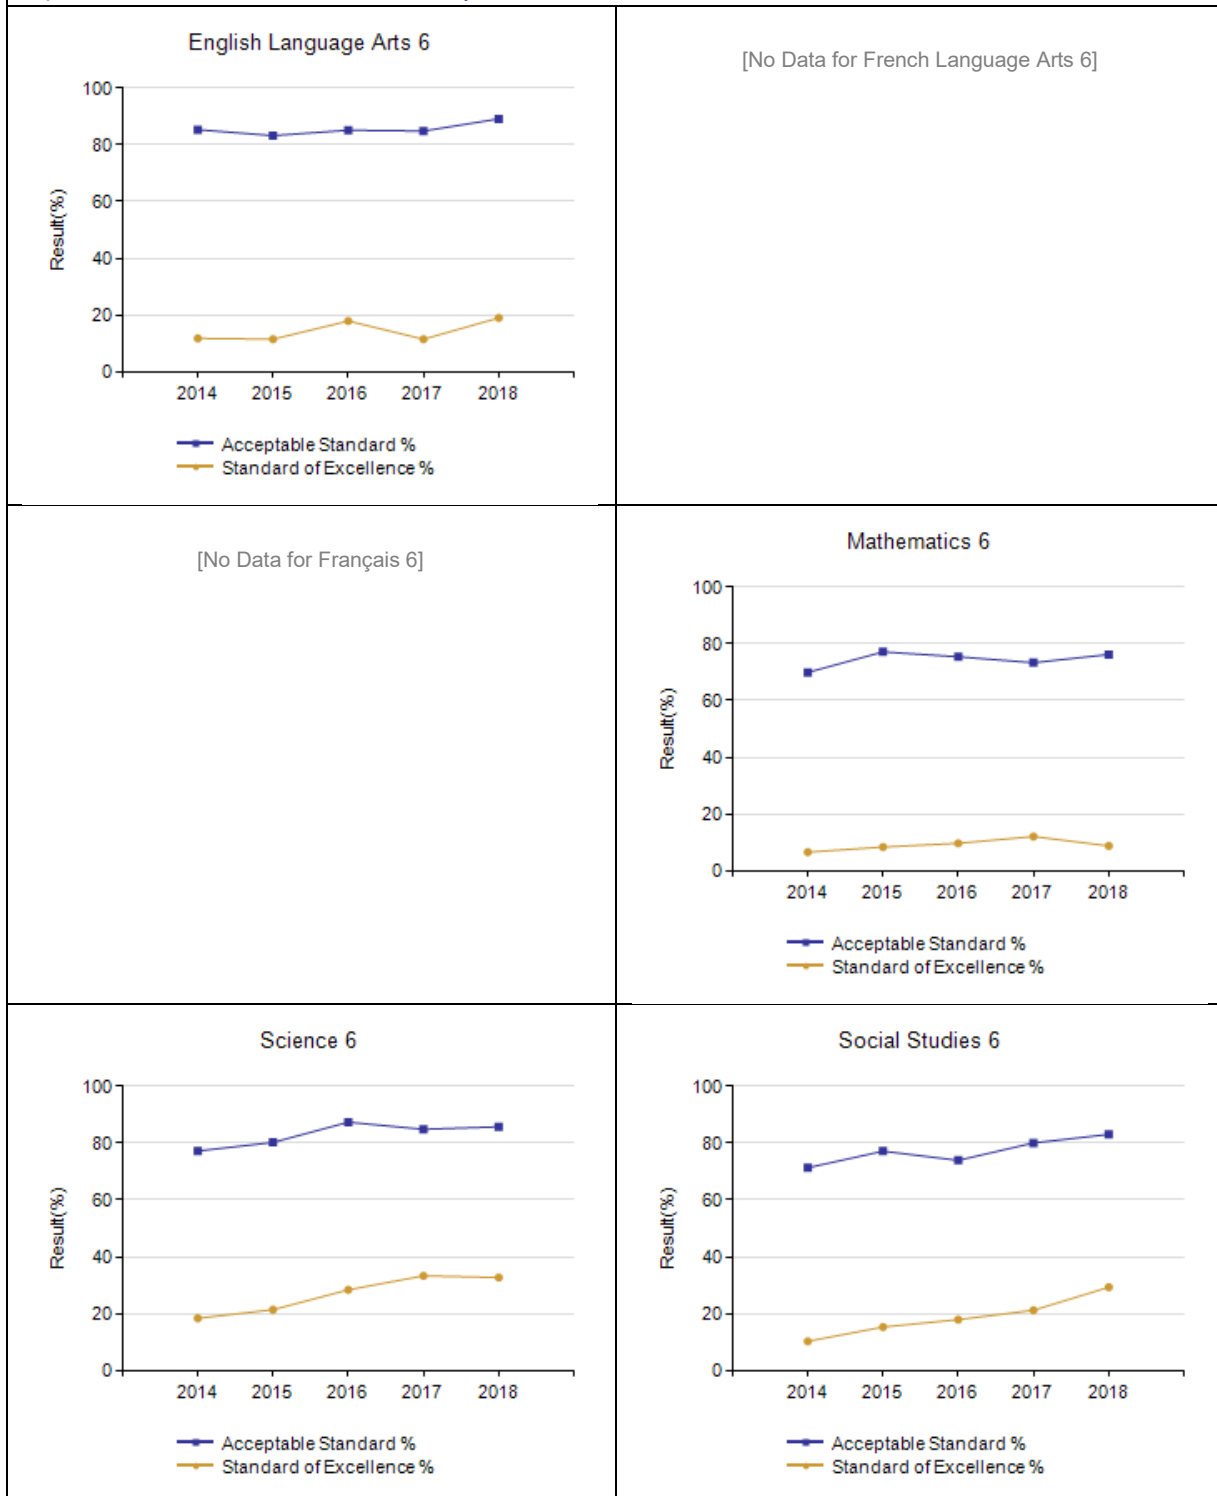 English Language Arts 6
100
80
60
40
20
0
Result(%)
2014 2015 2016 2017 2018
Acceptable Standard %
Standard of Excellence %
[No Data for French Language Arts 6]
[No Data for Français 6]
Mathematics 6
100
80
60
40
20
0
Result(%)
2014 2015 2016 2017 2018
Acceptable Standard %
Standard of Excellence %
Science 6
100
80
60
40
20
0
Result(%)
2014 2015 2016 2017 2018
Acceptable Standard %
Standard of Excellence %
Social Studies 6
100
80
60
40
20
0
Result(%)
2014 2015 2016 2017 2018
Acceptable Standard %
Standard of Excellence %